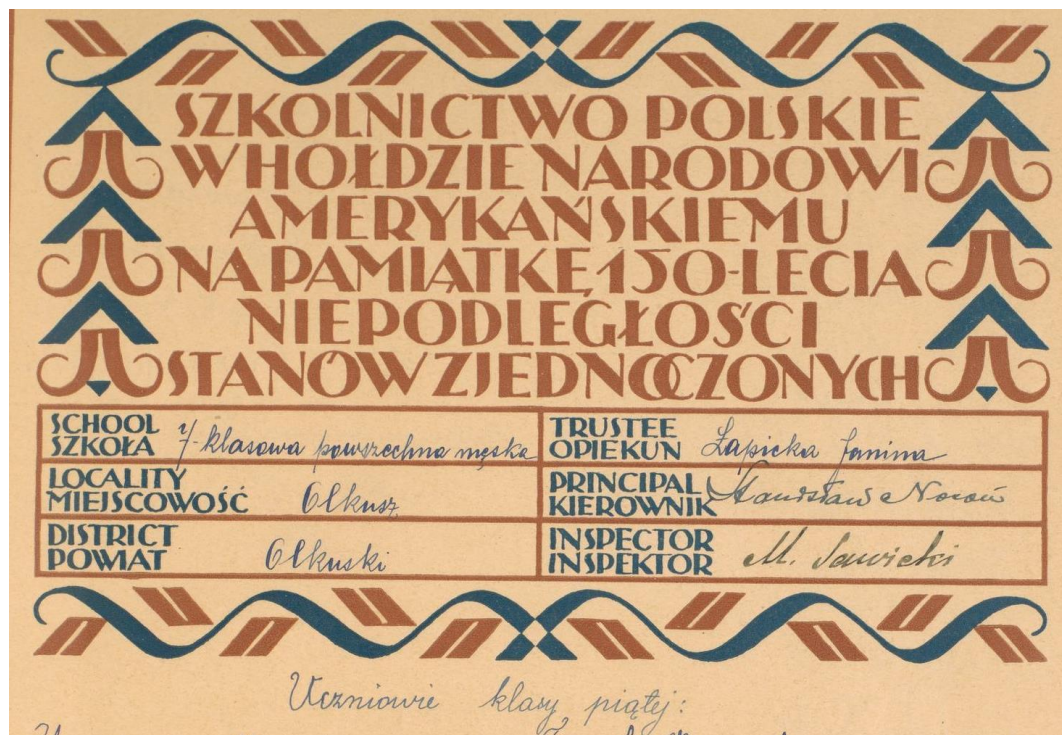 SZKOLNICTWO POLSKIE
W HOŁDZIE NARODOWI
AMERYKAŃSKIEMU
NA PAMIĄTKĘ 150-LECIA
NIEPODLEGŁOŚCI
STANÓW ZJEDNOCZONYCH
SCHOOL
SZKOŁA 7-klasowa powszechna męska
TRUSTEE
OPIEKUN Łapicka Janina
LOCALITY
MIEJSCOWOŚĆ Olkusz
PRINCIPAL
KIEROWNIK
DISTRICT
POWIAT Olkuski
INSPECTOR
INSPEKTOR M. Sawicki
Uczniowie klasy piątej: